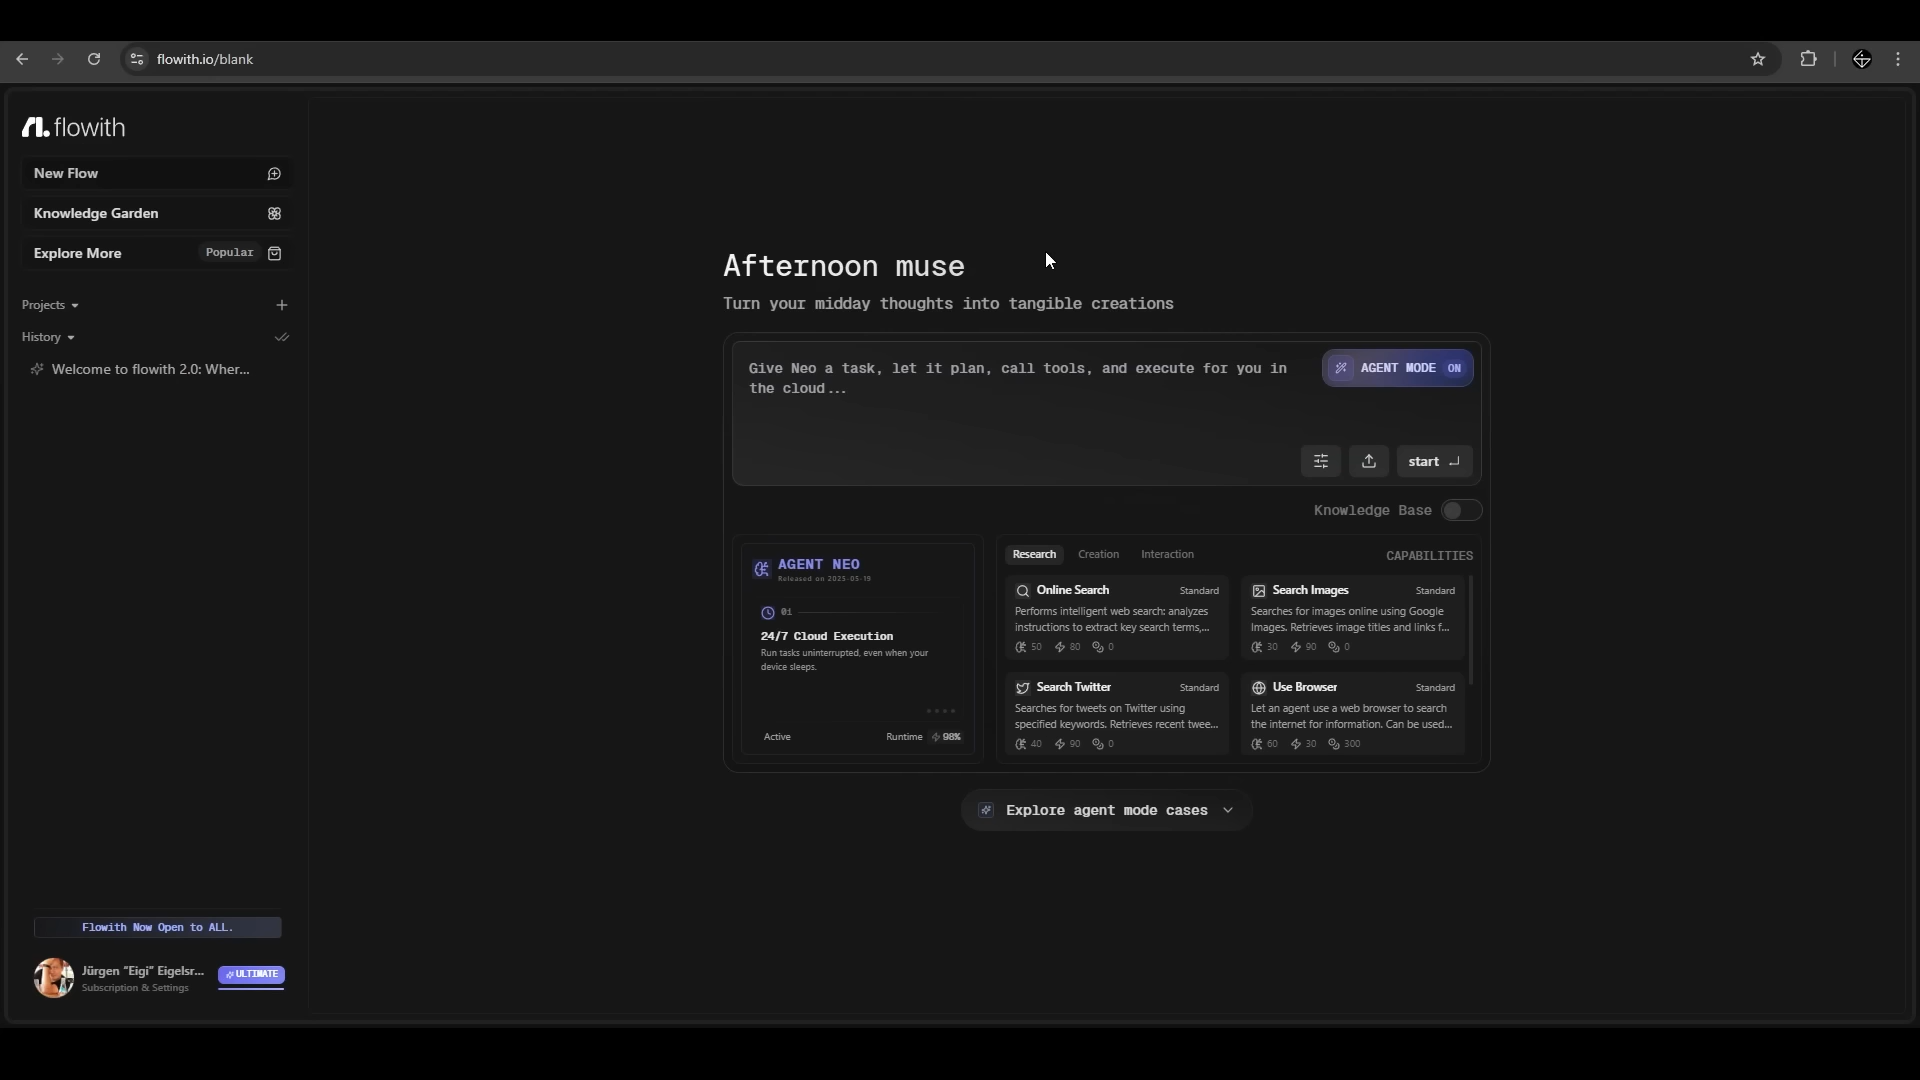 flowith.io/blank
flowith
New Flow
Knowledge Garden
Explore More Popular
Projects
History
Welcome to flowith 2.0: Wher...
Afternoon muse
Turn your midday thoughts into tangible creations
Give Neo a task, let it plan, call tools, and execute for you in
the cloud...
AGENT MODE ON
start
Knowledge Base
AGENT NEO
Released on 2025-05-19
01
24/7 Cloud Execution
Run tasks uninterrupted, even when your
device sleeps.
Active Runtime 98%
Research Creation Interaction CAPABILITIES
Online Search Standard
Performs intelligent web search: analyzes
instructions to extract key search terms,...
50 80 0
Search Images Standard
Searches for images online using Google
Images. Retrieves image titles and links f...
30 90 0
Search Twitter Standard
Searches for tweets on Twitter using
specified keywords. Retrieves recent twee...
40 90 0
Use Browser Standard
Let an agent use a web browser to search
the internet for information. Can be used...
60 30 300
Explore agent mode cases
Flowith Now Open to ALL.
Jürgen "Eigi" Eigelsr...
Subscription & Settings
ULTIMATE